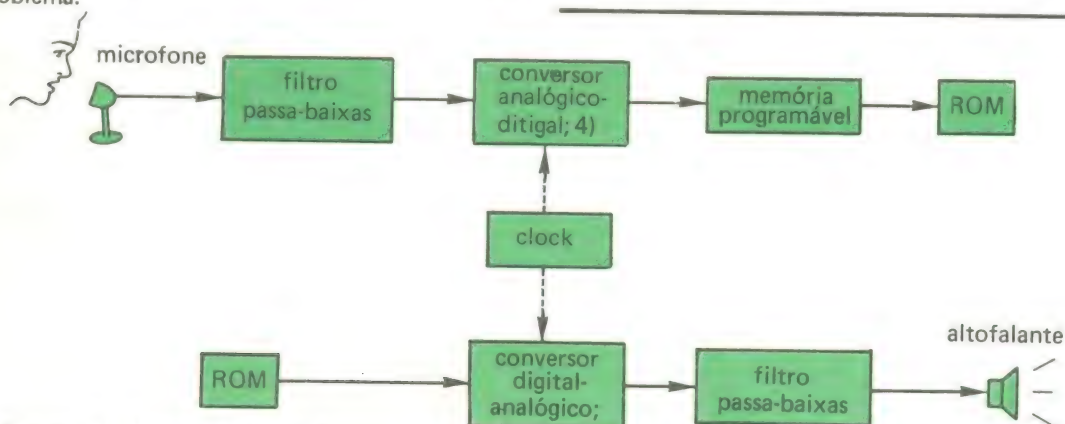 microfone
filtro
passa-baixas
conversor
analógico-
ditigal; 4)
memória
programável
ROM
clock
ROM
conversor
digital-
analógico;
filtro
passa-baixas
altofalante